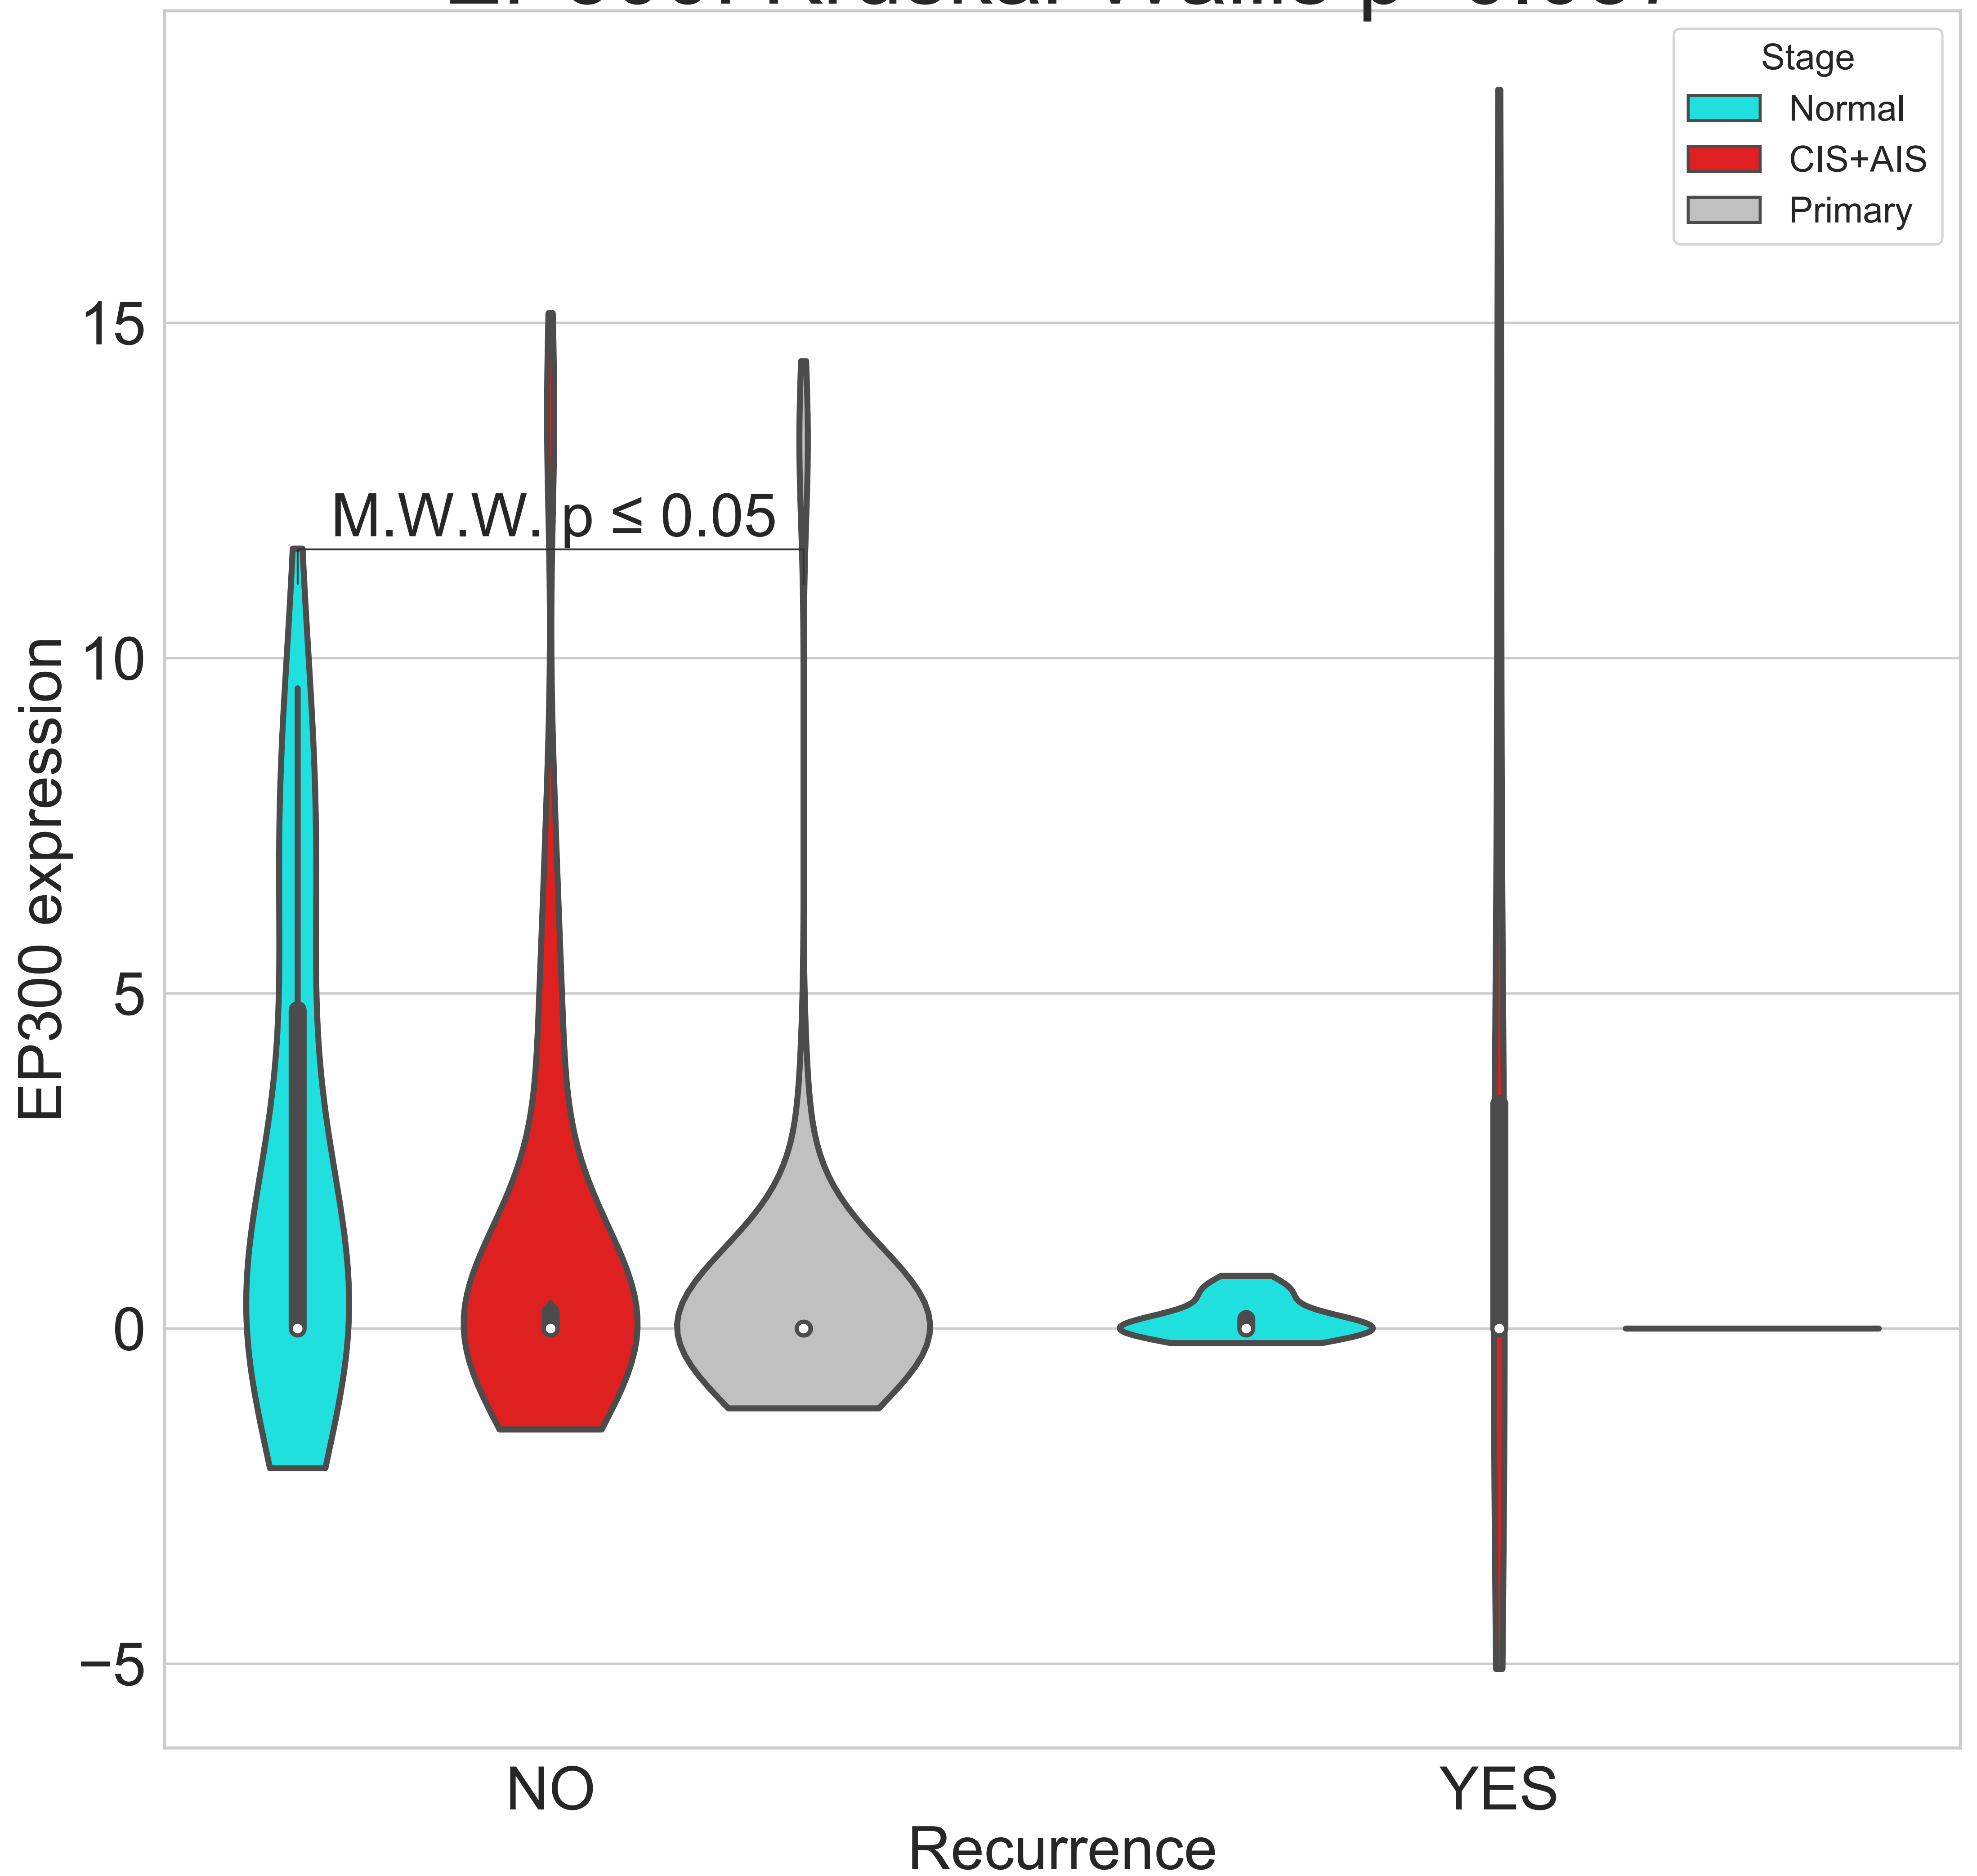 Stage
Normal
CIS+AIS
Primary
15
M.W.W. p ≤ 0.05
10
5
0
−5
EP300 expression
NO
YES
Recurrence